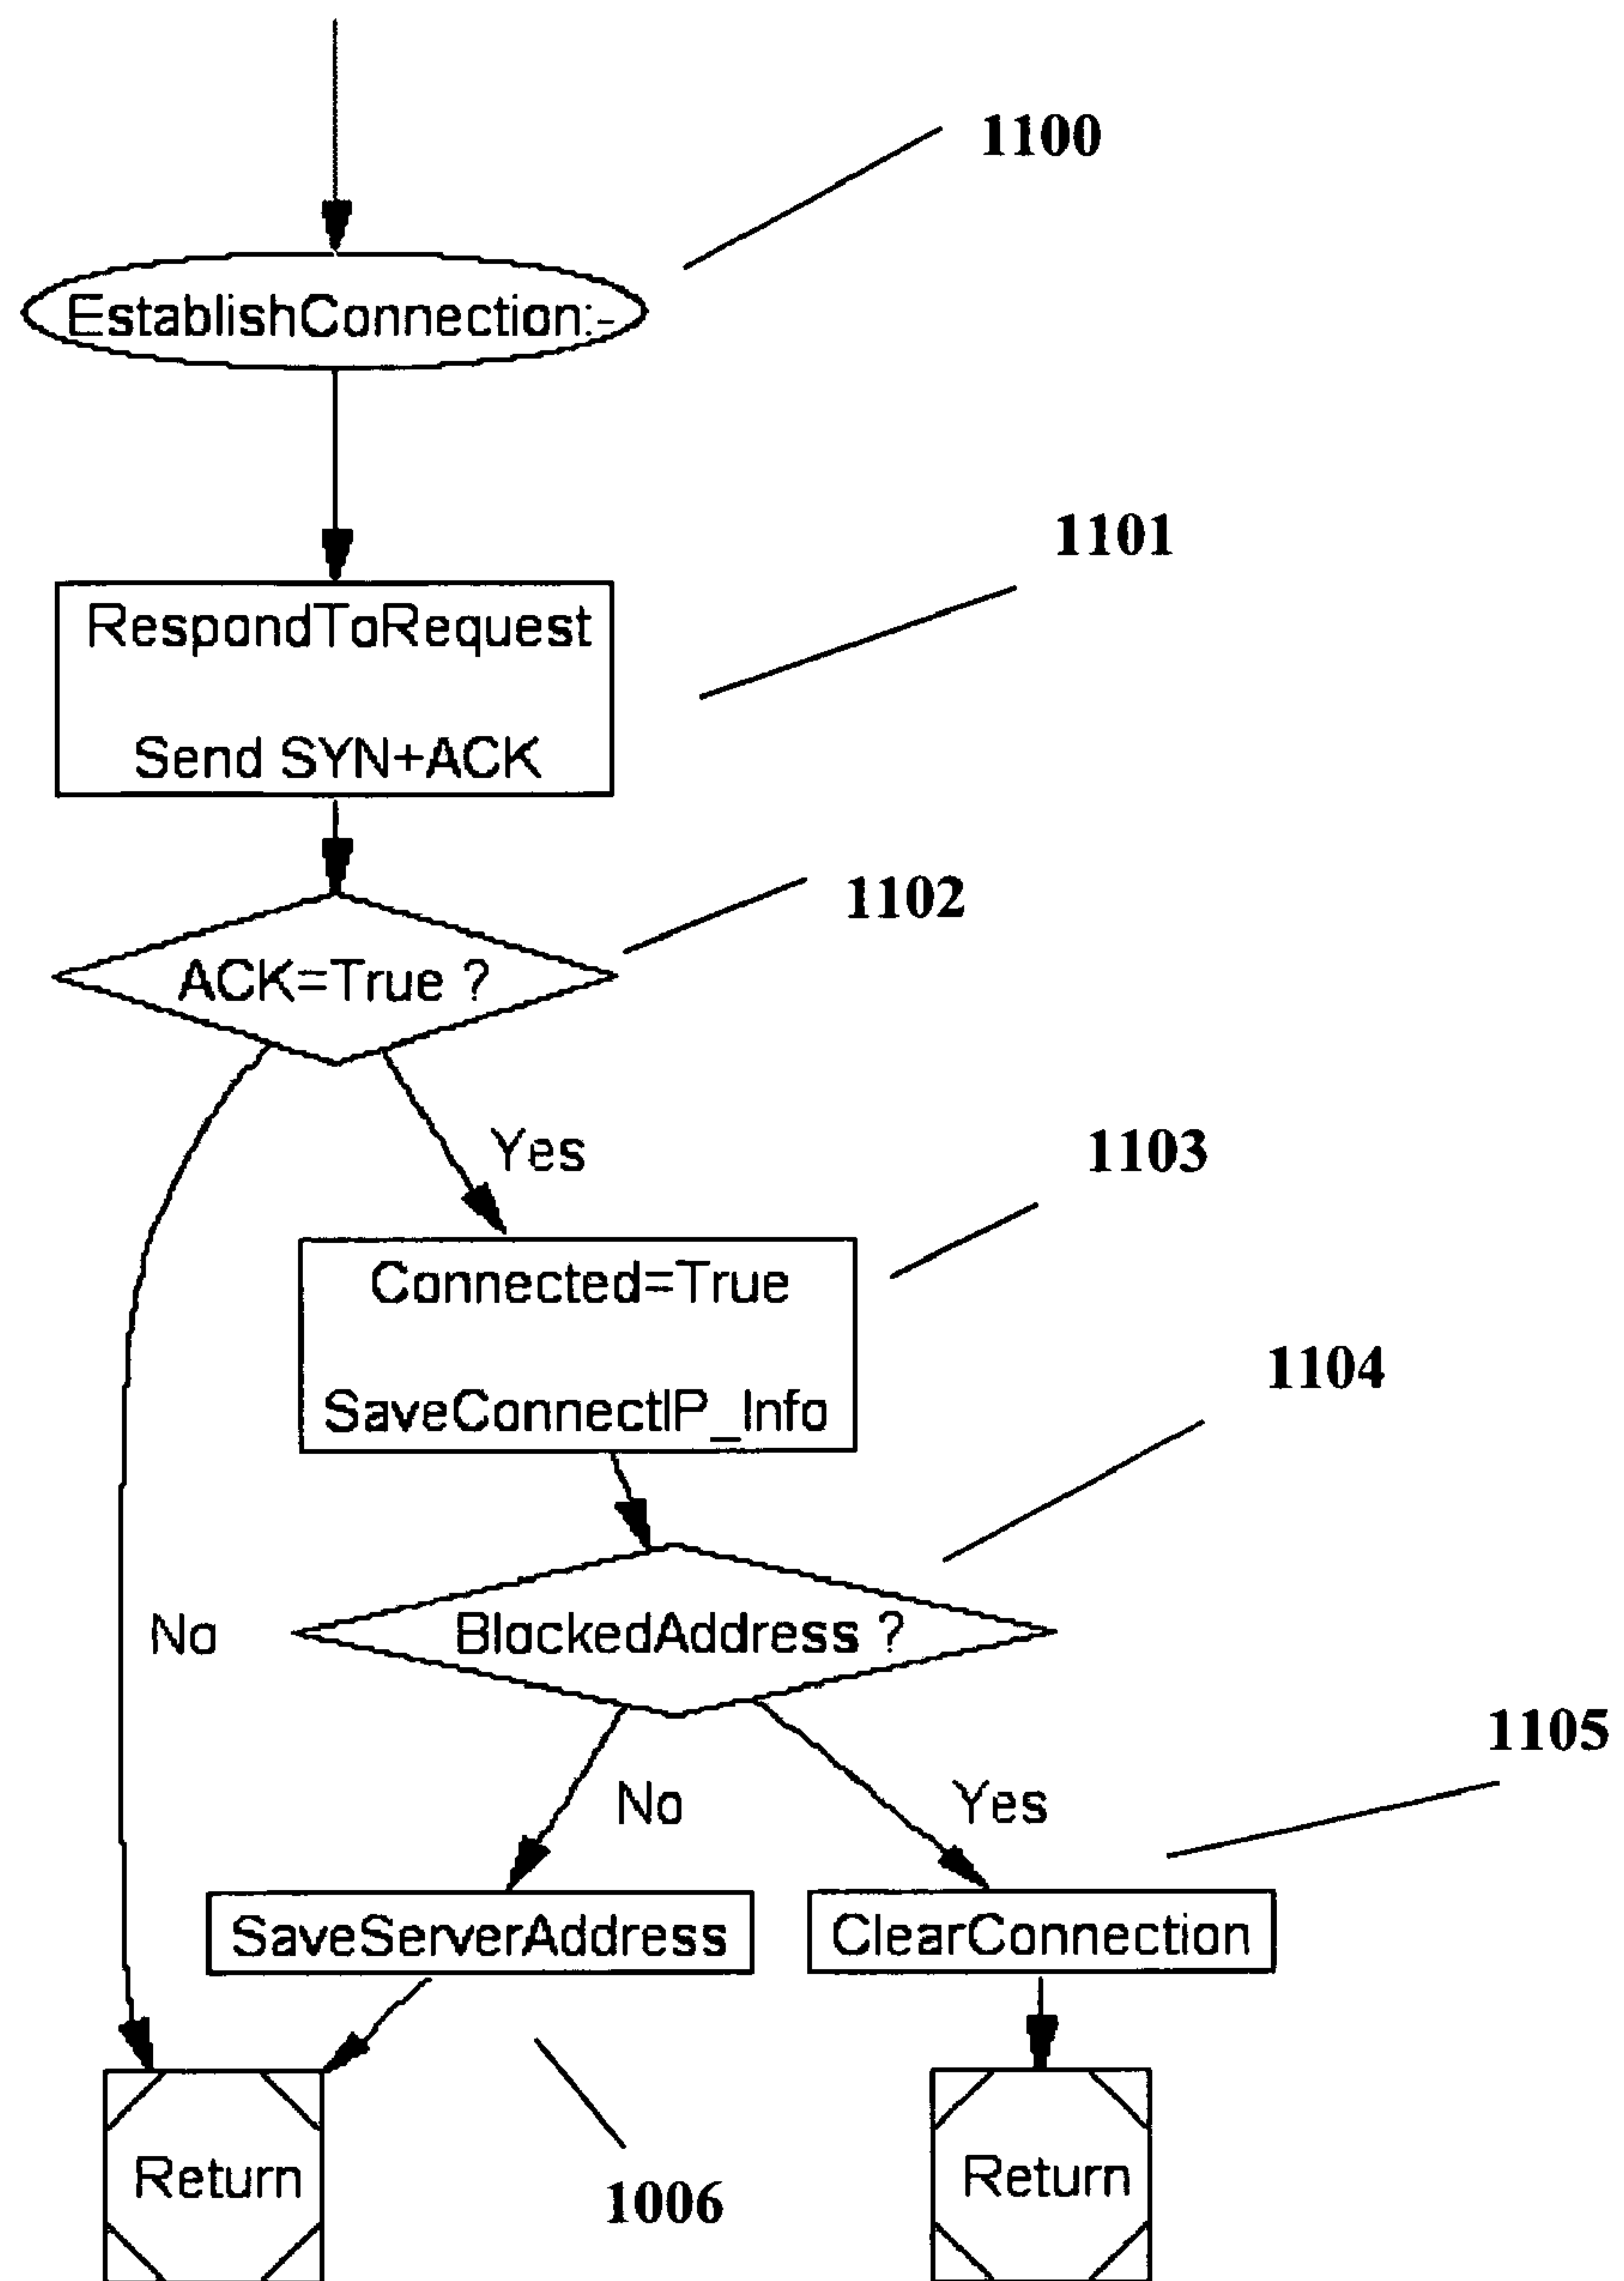 1100
EstablishConnection:-
1101
RespondToRequest
Send SYN+ACK
1102
ACK=True ?
Yes
1103
Connected=True
SaveConnectIP_Info
1104
No
BlockedAddress ?
1105
No
Yes
SaveServerAddress
ClearConnection
Return
1006
Return